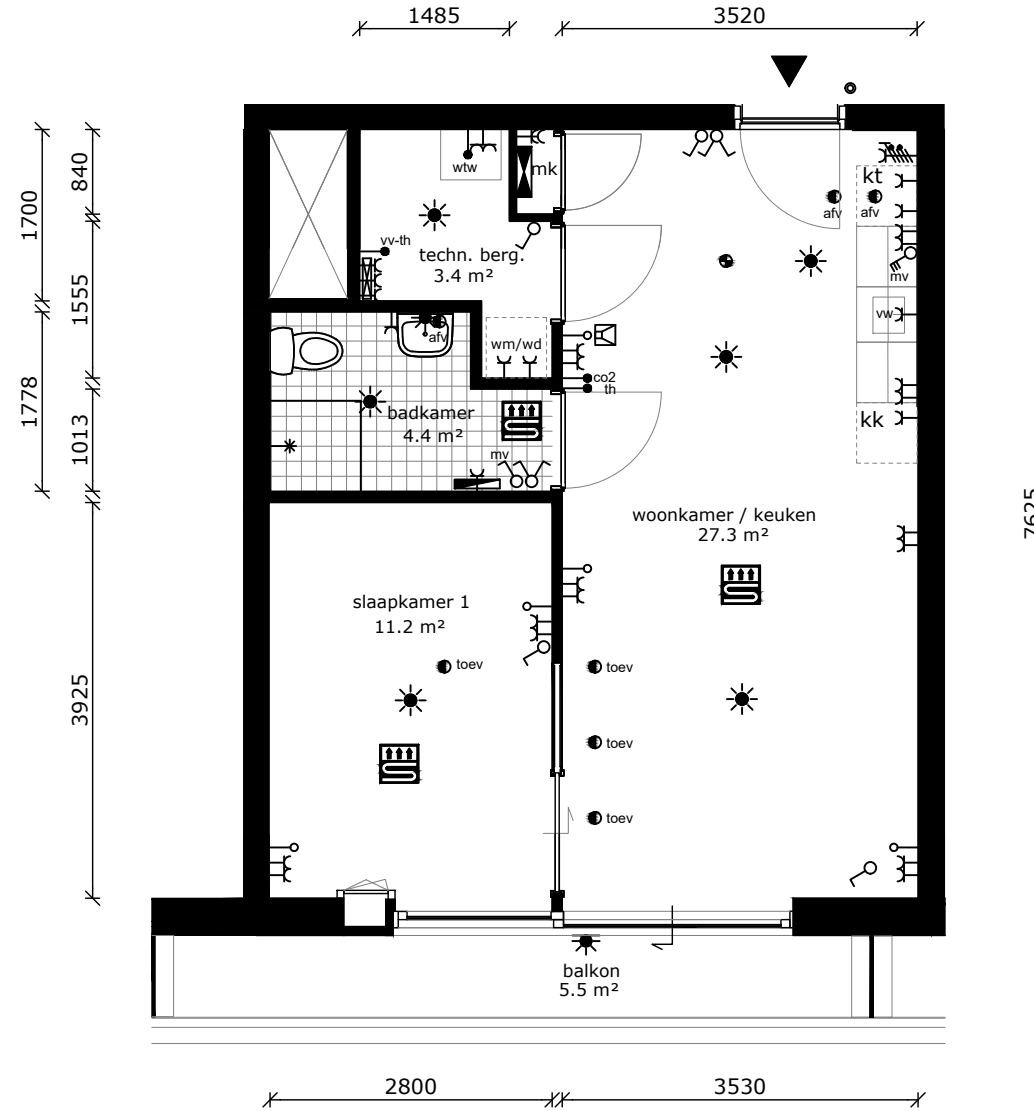 1485
3520
840
1700
1555
1778
1013
3925
7625
wtw
mk
kt
afv
afv
vv-th
techn. berg.
3.4 m²
mv
vw
afv
wm/wd
co2
th
badkamer
4.4 m²
kk
mv
woonkamer / keuken
27.3 m²
slaapkamer 1
11.2 m²
toev
toev
toev
toev
balkon
5.5 m²
2800
3530